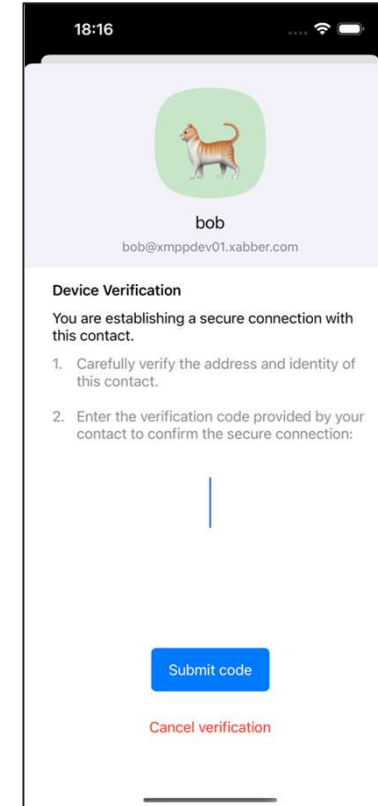 18:16
bob
bob@xmppdev01.xabber.com
Device Verification
You are establishing a secure connection with
this contact.
1. Carefully verify the address and identity of
this contact.
2. Enter the verification code provided by your
contact to confirm the secure connection:
Submit code
Cancel verification